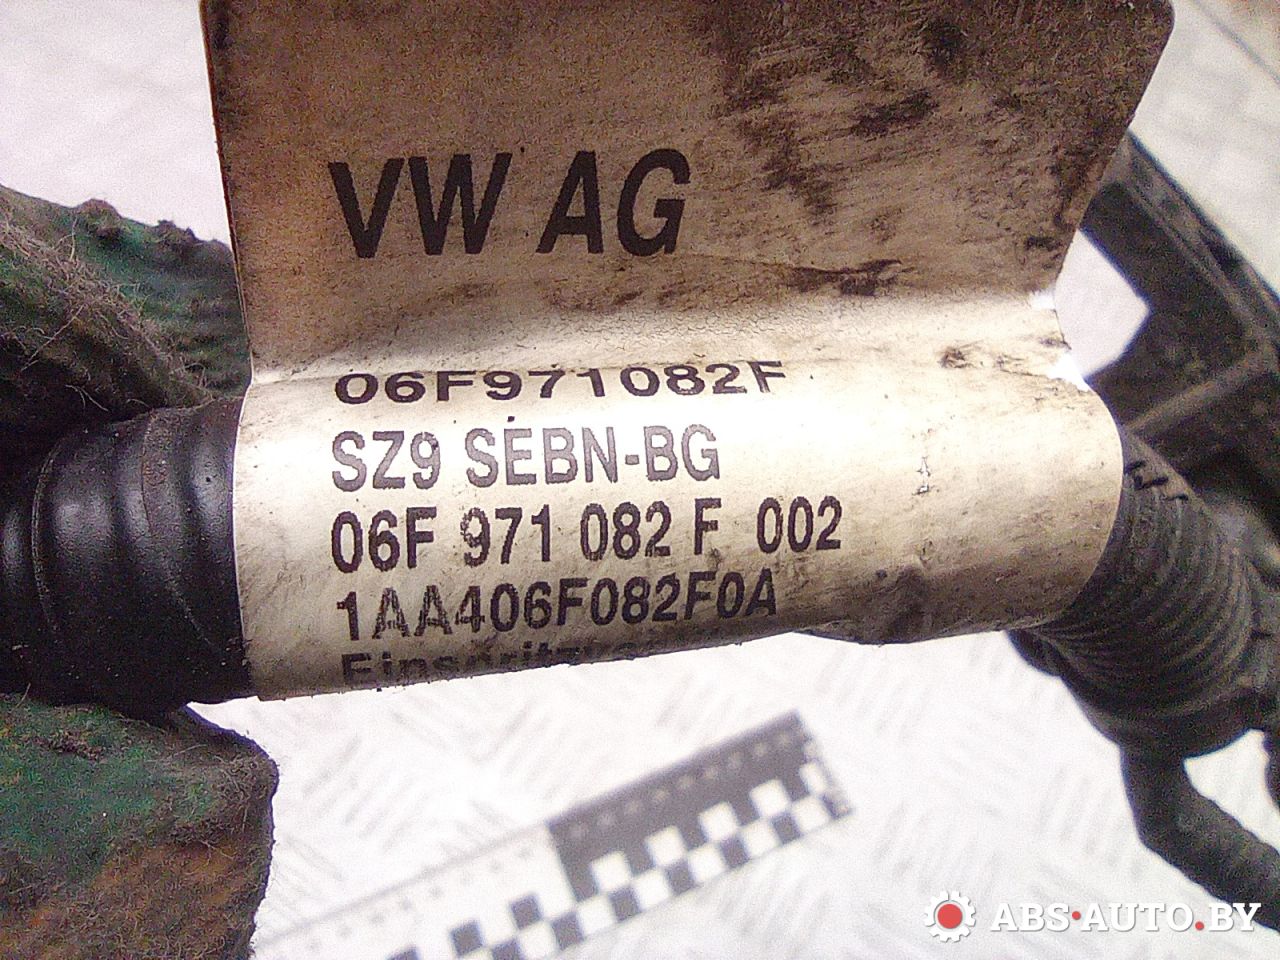 VW AG
06F971082F
SZ9 SEBN-BG
06F 971 082 F 002
1AA406F082F0A
ABS-AUTO.BY